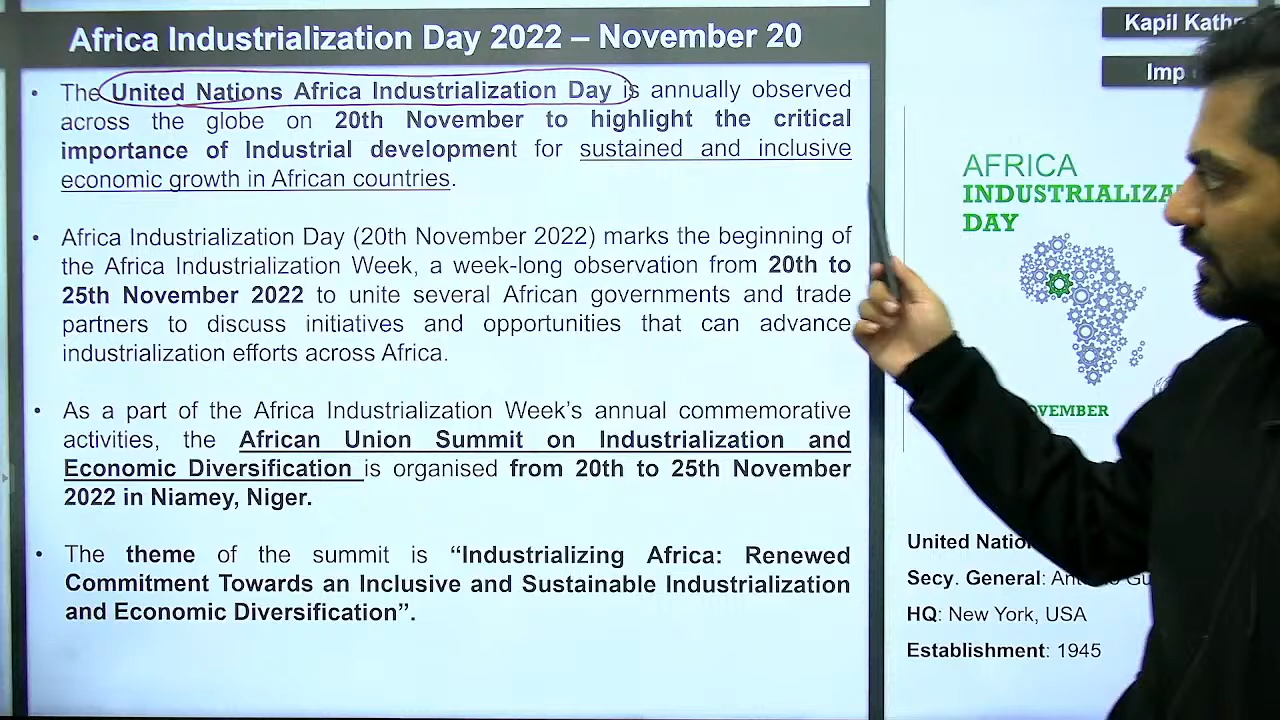 Africa Industrialization Day 2022 – November 20
• The United Nations Africa Industrialization Day is annually observed
across the globe on 20th November to highlight the critical
importance of Industrial development for sustained and inclusive
economic growth in African countries.
• Africa Industrialization Day (20th November 2022) marks the beginning of
the Africa Industrialization Week, a week-long observation from 20th to
25th November 2022 to unite several African governments and trade
partners to discuss initiatives and opportunities that can advance
industrialization efforts across Africa.
• As a part of the Africa Industrialization Week's annual commemorative
activities, the African Union Summit on Industrialization and
Economic Diversification is organised from 20th to 25th November
2022 in Niamey, Niger.
• The theme of the summit is “Industrializing Africa: Renewed
Commitment Towards an Inclusive and Sustainable Industrialization
and Economic Diversification”.
Kapil
Imp
AFRICA
DAY
United
Secy. General:
HQ: New York, USA
Establishment: 1945